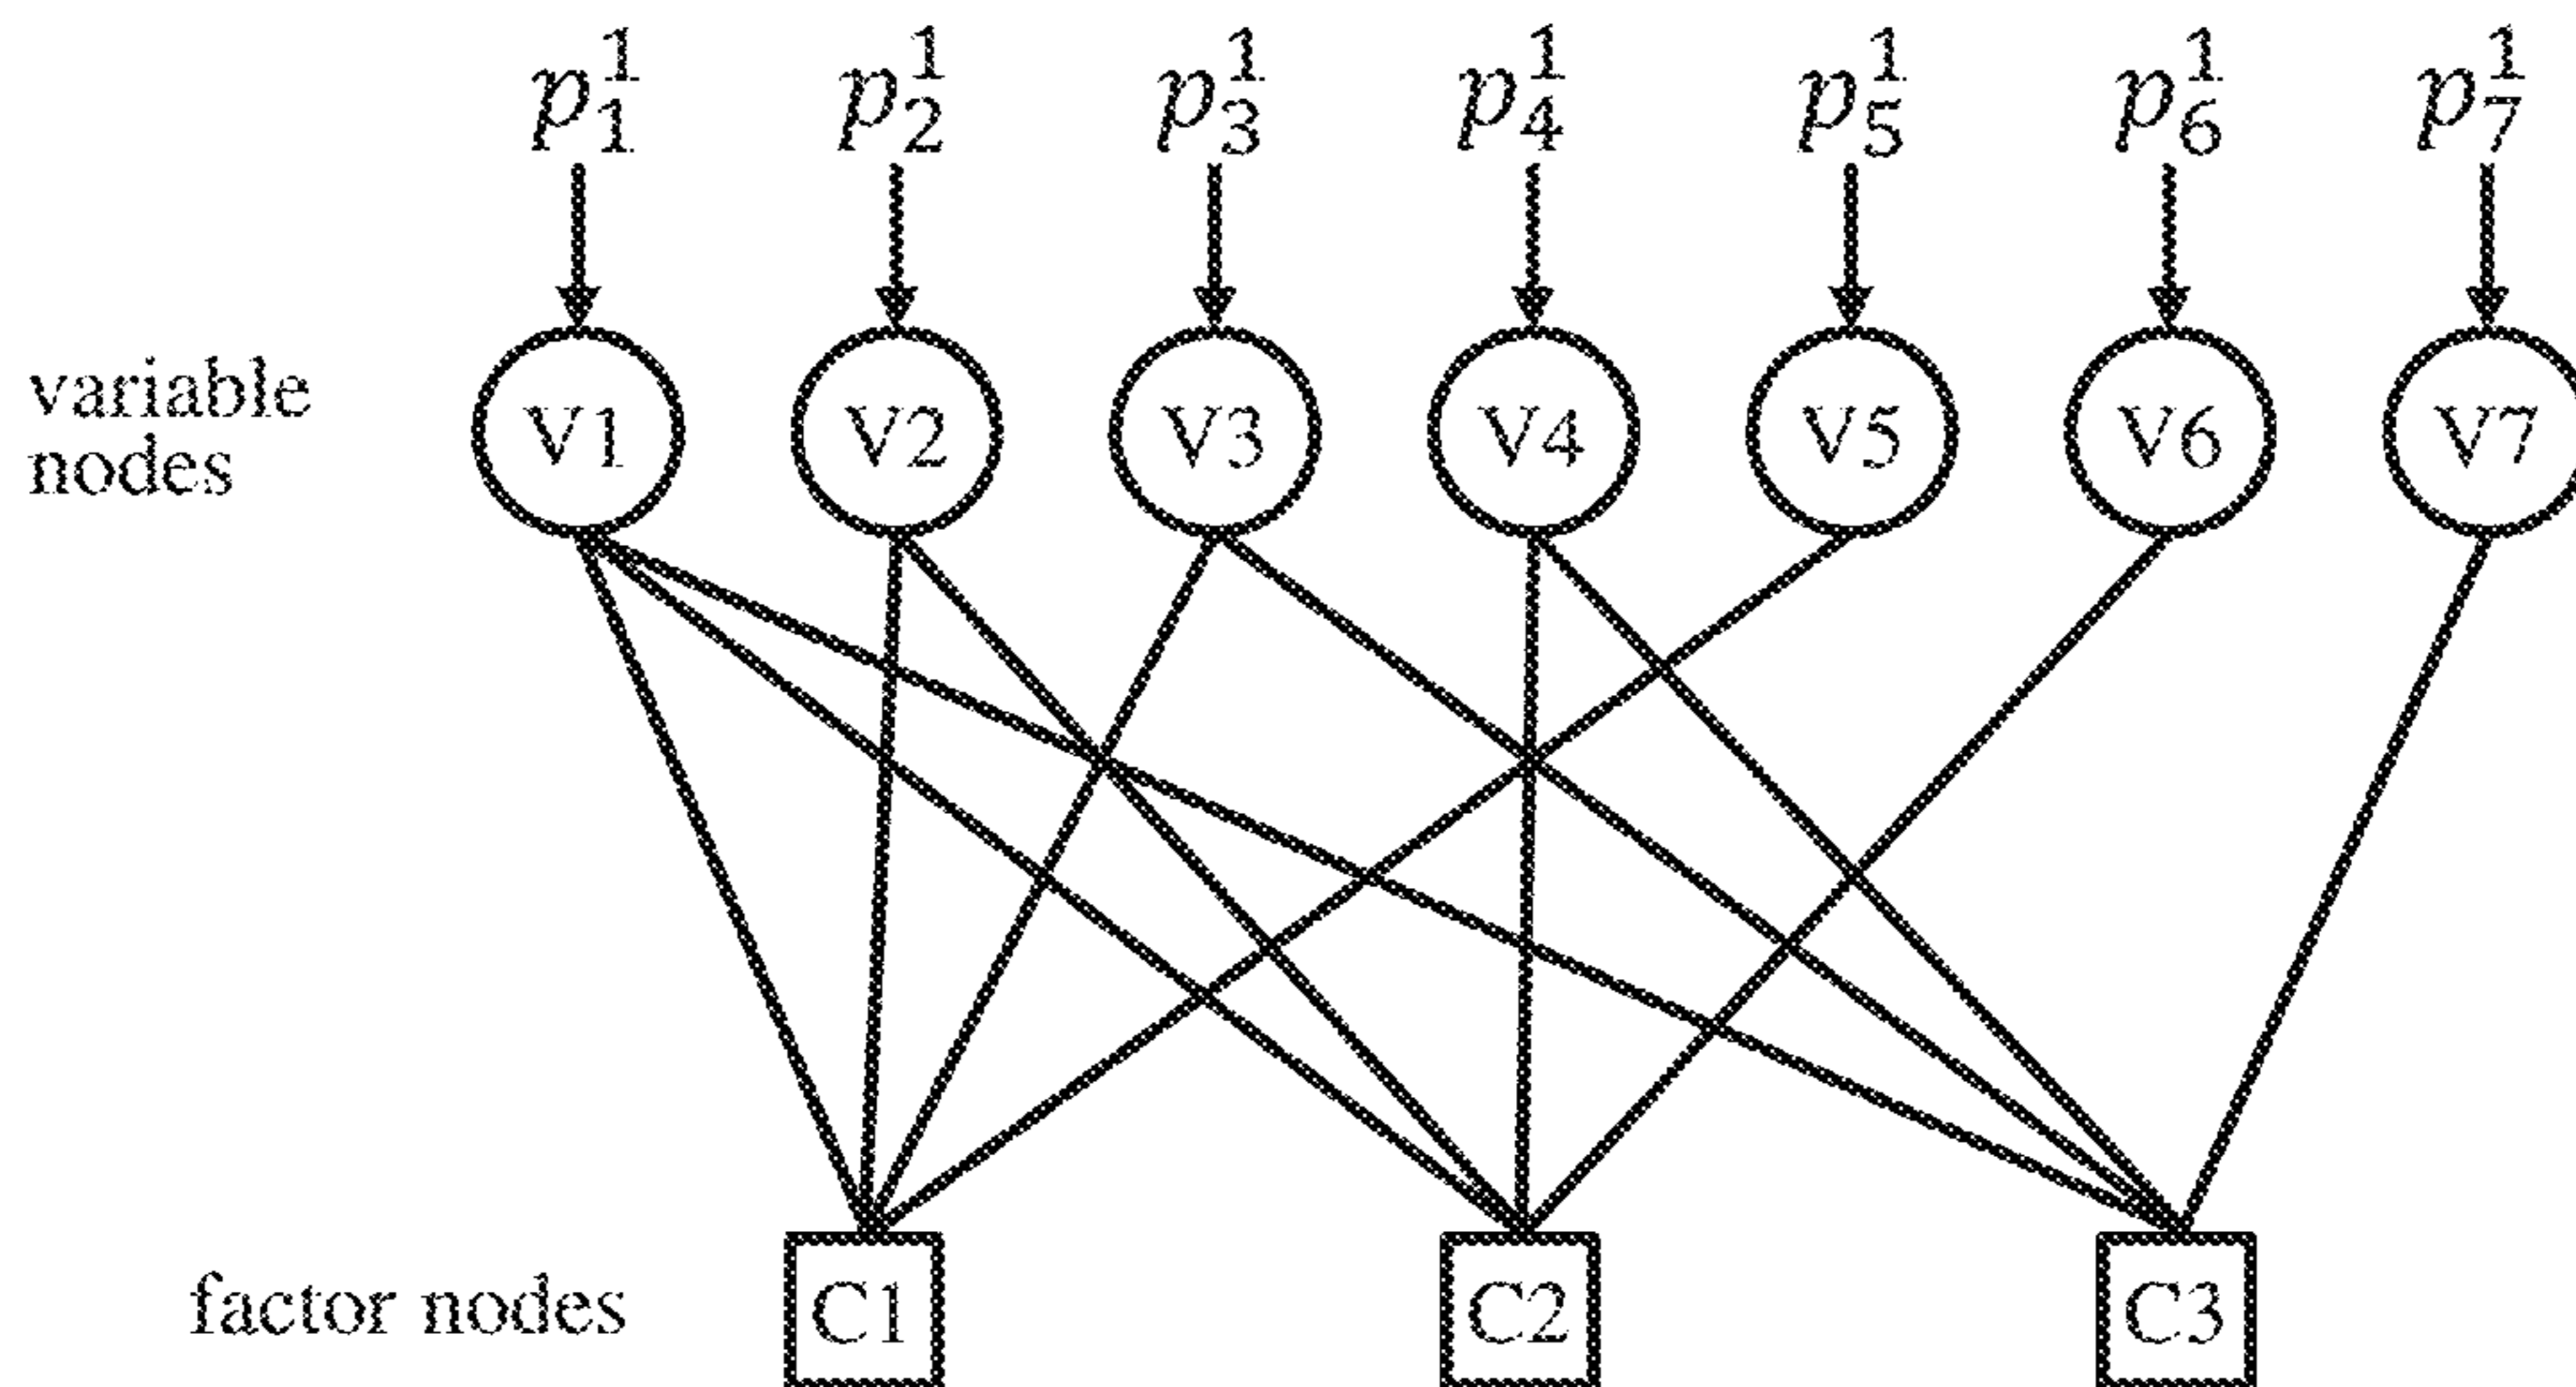 p_1^1 p_2^1 p_3^1 p_4^1 p_5^1 p_6^1 p_7^1
variable
nodes
V1 V2 V3 V4 V5 V6 V7
factor nodes C1 C2 C3